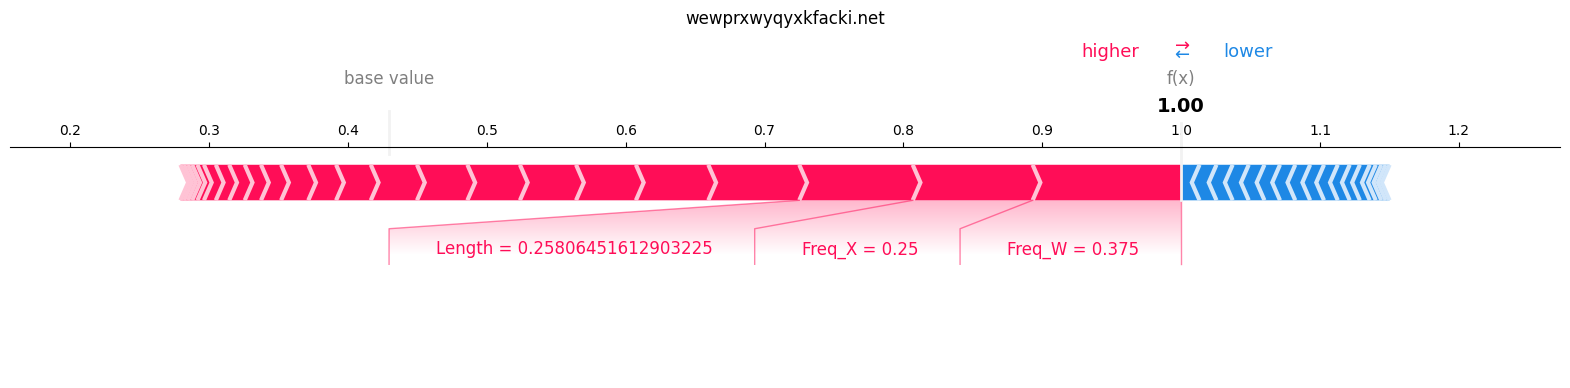 wewprxwyqyxkfacki.net
higher ⇄ lower
base value f(x)
1.00
0.2 0.3 0.4 0.5 0.6 0.7 0.8 0.9 1.0 1.1 1.2
Length = 0.25806451612903225 Freq_X = 0.25 Freq_W = 0.375